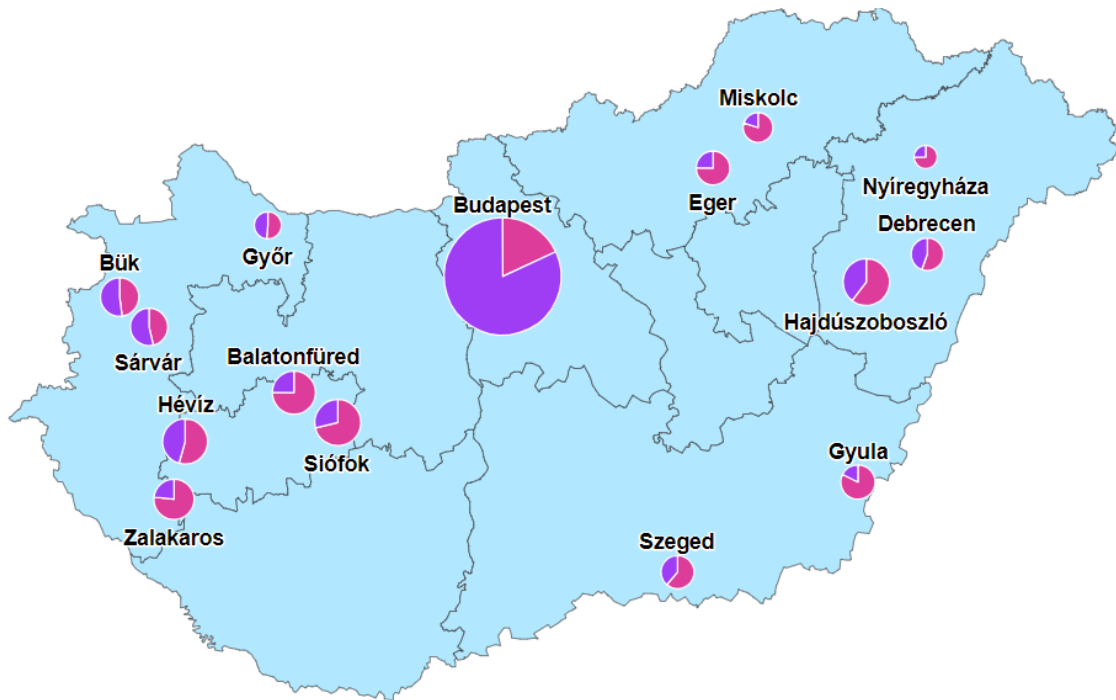 Miskolc
Nyíregyháza
Eger
Budapest
Debrecen
Győr
Bük
Hajdúszoboszló
Sárvár
Balatonfüred
Hévíz
Siófok
Gyula
Zalakaros
Szeged